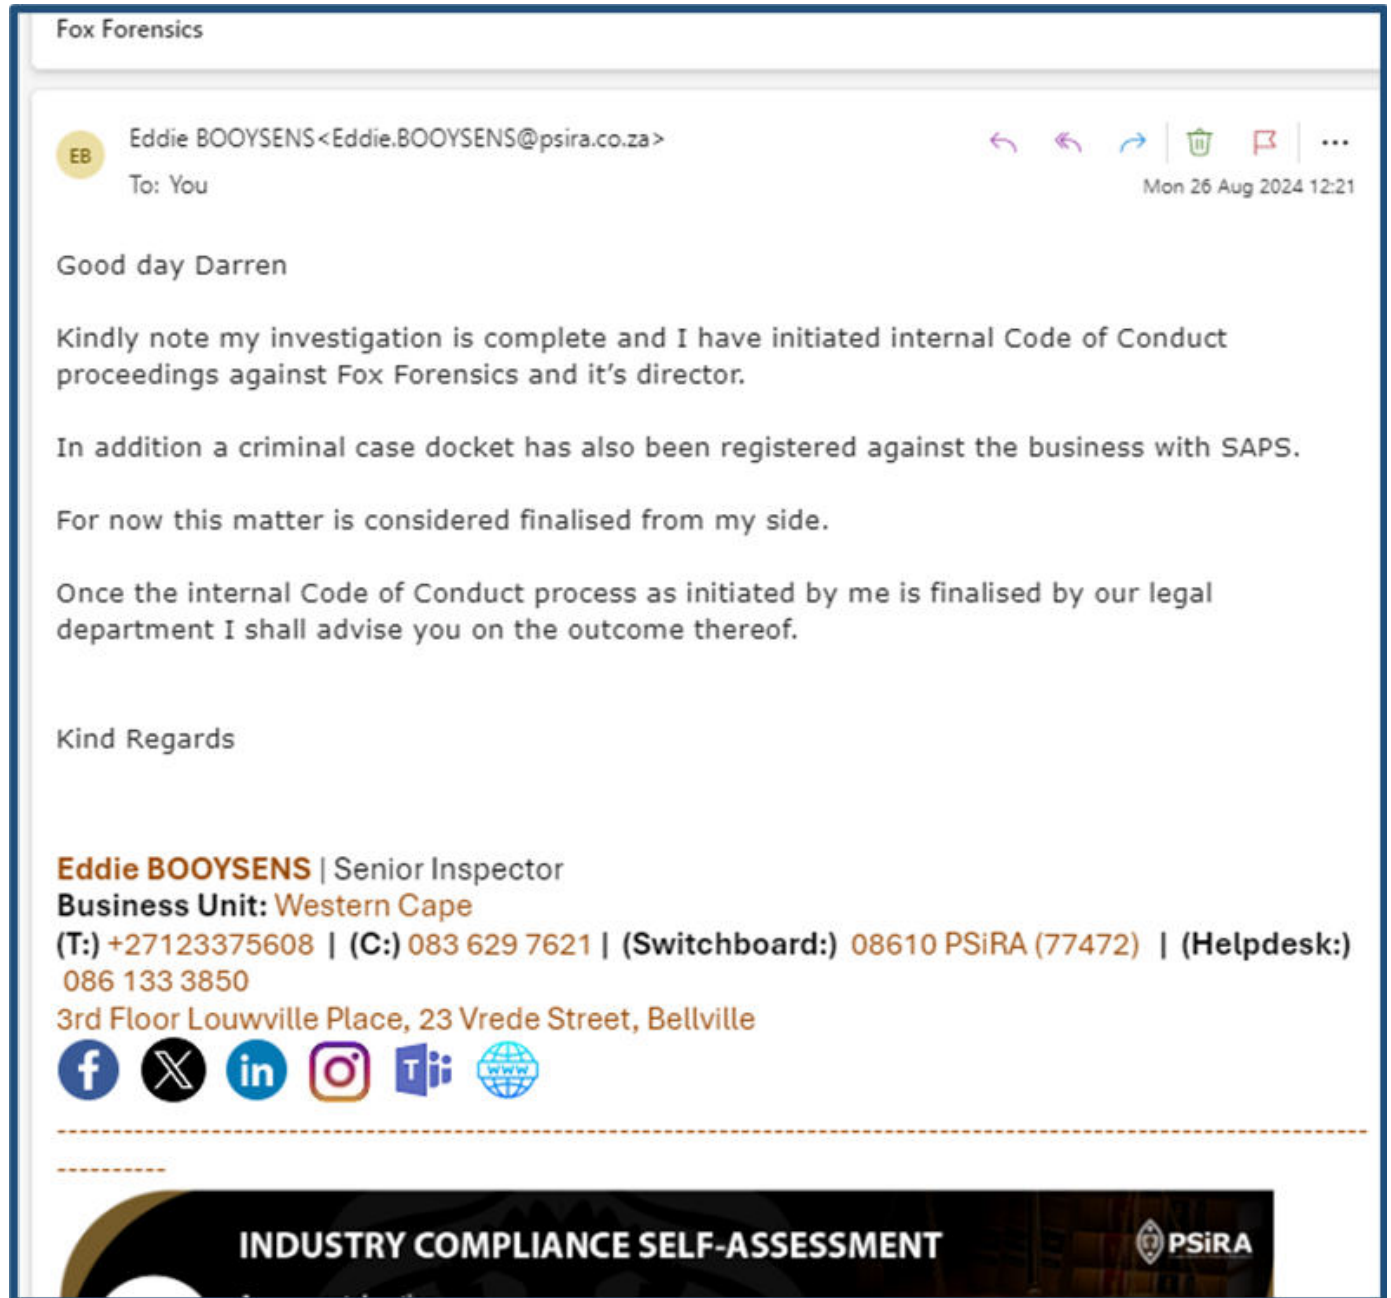 Fox Forensics
EB
Eddie BOOYSENS<Eddie.BOOYSENS@psira.co.za>
To: You
Mon 26 Aug 2024 12:21
Good day Darren
Kindly note my investigation is complete and I have initiated internal Code of Conduct
proceedings against Fox Forensics and it's director.
In addition a criminal case docket has also been registered against the business with SAPS.
For now this matter is considered finalised from my side.
Once the internal Code of Conduct process as initiated by me is finalised by our legal
department I shall advise you on the outcome thereof.
Kind Regards
Eddie BOOYSENS | Senior Inspector
Business Unit: Western Cape
(T:) +27123375608 | (C:) 083 629 7621 | (Switchboard:) 08610 PSiRA (77472) | (Helpdesk:)
086 133 3850
3rd Floor Louwville Place, 23 Vrede Street, Bellville
INDUSTRY COMPLIANCE SELF-ASSESSMENT
PSiRA